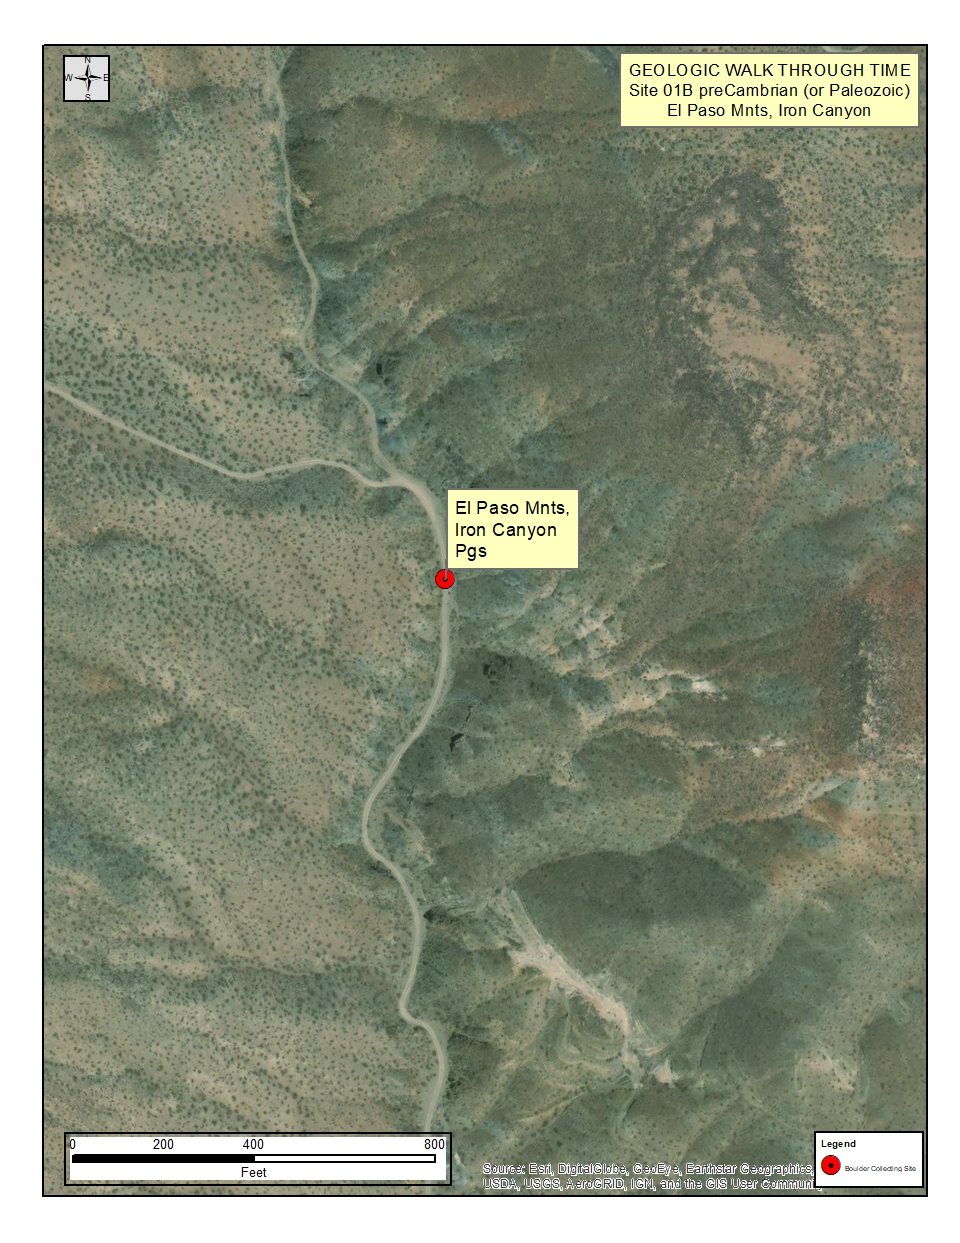 N
W E
S
GEOLOGIC WALK THROUGH TIME
Site 01B preCambrian (or Paleozoic)
El Paso Mnts, Iron Canyon
El Paso Mnts,
Iron Canyon
Pgs
0 200 400 800
Feet
Source: Esri, DigitalGlobe, GeoEye, Earthstar Geographics,
USDA, USGS, AeroGRID, IGN, and the GIS User
Legend
Boulder Collecting Site